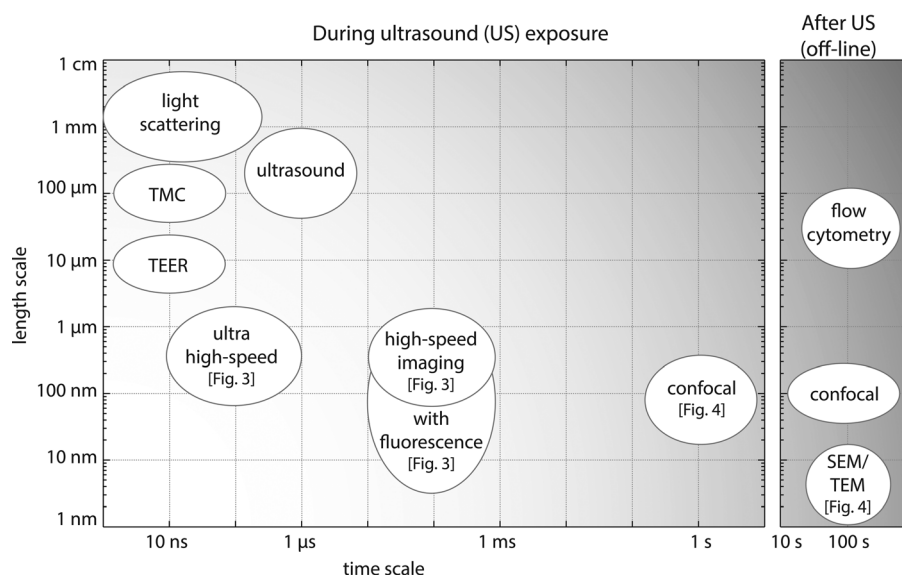 During ultrasound (US) exposure
After US
(off-line)
length scale
1 cm
1 mm
100 µm
10 µm
1 µm
100 nm
10 nm
1 nm
light
scattering
ultrasound
TMC
TEER
ultra
high-speed
[Fig. 3]
high-speed
imaging
[Fig. 3]
with
fluorescence
[Fig. 3]
confocal
[Fig. 4]
flow
cytometry
confocal
SEM/
TEM
[Fig. 4]
10 ns
1 µs
1 ms
1 s
10 s
100 s
time scale